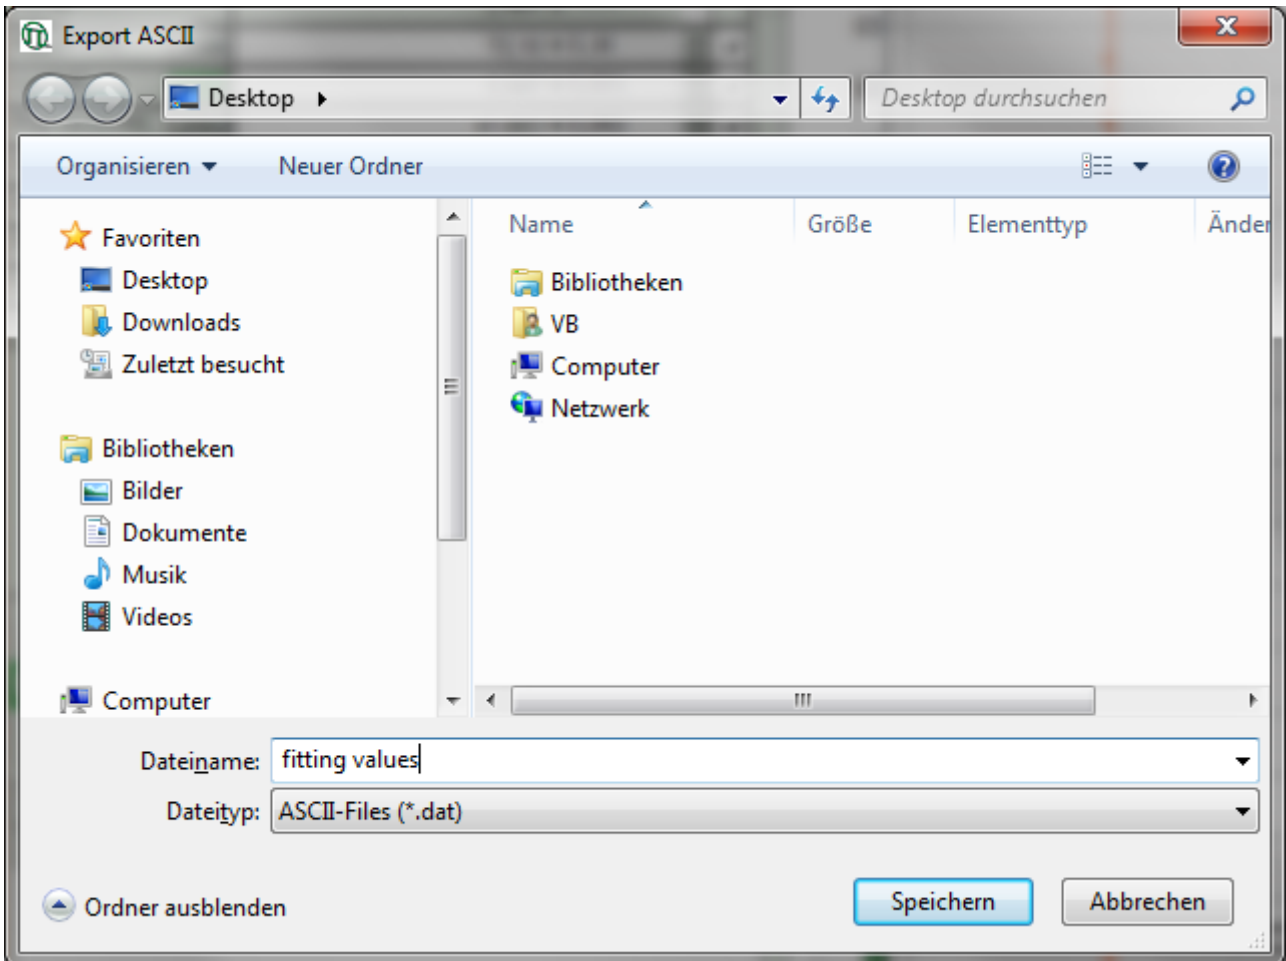 Export ASCII
Desktop
Desktop durchsuchen
Organisieren
Neuer Ordner
Favoriten
Desktop
Downloads
Zuletzt besucht
Bibliotheken
Bilder
Dokumente
Musik
Videos
Computer
Name
Größe
Elementtyp
Änder
Bibliotheken
VB
Computer
Netzwerk
Dateiname: fitting values
Dateityp: ASCII-Files (*.dat)
Ordner ausblenden
Speichern
Abbrechen